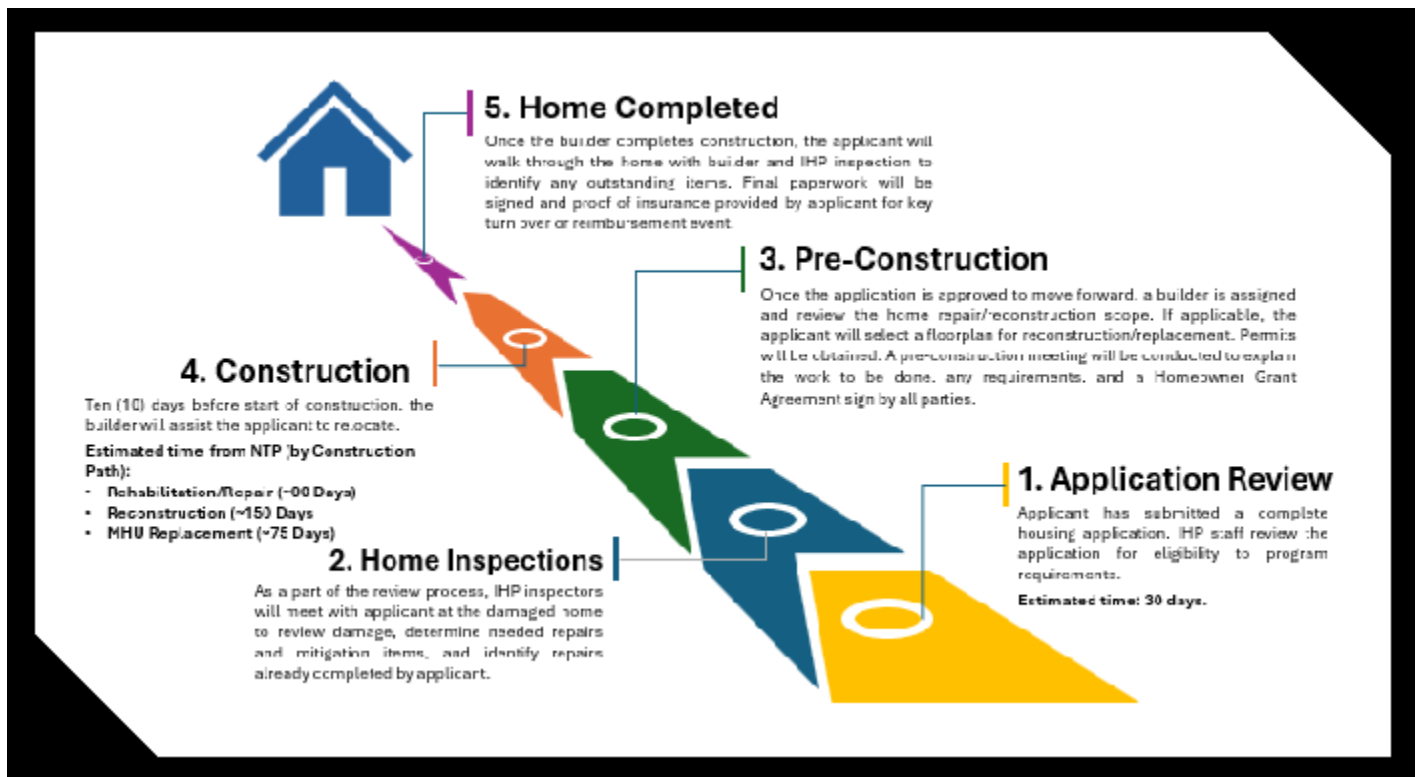 5. Home Completed
Once the builder completes construction, the applicant will
walk through the home with builder and IHP inspection to
identify any outstanding items. Final paperwork will be
signed and proof of insurance provided by applicant for key
turn over or reimbursement event.
3. Pre-Construction
Once the application is approved to move forward, a builder is assigned
and review the home repair/reconstruction scope. If applicable, the
applicant will select a floorplan for reconstruction/replacement. Permits
will be obtained. A pre-construction meeting will be conducted to explain
the work to be done, any requirements, and a Homeowner Grant
Agreement sign by all parties.
4. Construction
Ten (10) days before start of construction, the
builder will assist the applicant to relocate.
Estimated time from NTP (by Construction
Path):
• Rehabilitation/Repair Days)
• Reconstruction (~150 Days
• MHU Replacement (~75 Days)
1. Application Review
Applicant has submitted a complete
housing application. IHP staff review the
application for eligibility to program
requirements.
Estimated time: 30 days.
2. Home Inspections
As a part of the review process, IHP inspectors
will meet with applicant at the damaged home
to review damage, determine needed repairs
and mitigation items, and identify repairs
already completed by applicant.